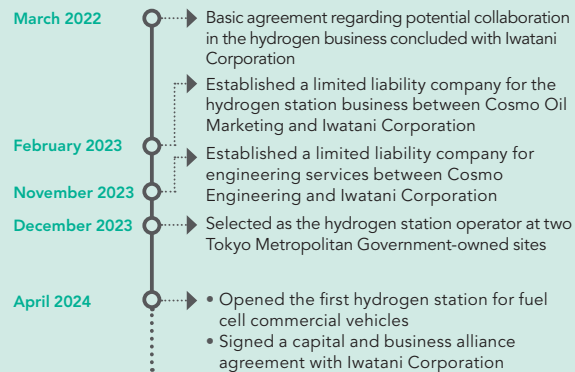 March 2022
Basic agreement regarding potential collaboration
in the hydrogen business concluded with Iwatani
Corporation
February 2023
Established a limited liability company for the
hydrogen station business between Cosmo Oil
Marketing and Iwatani Corporation
November 2023
Established a limited liability company for
engineering services between Cosmo
Engineering and Iwatani Corporation
December 2023
Selected as the hydrogen station operator at two
Tokyo Metropolitan Government-owned sites
April 2024
• Opened the first hydrogen station for fuel
cell commercial vehicles
• Signed a capital and business alliance
agreement with Iwatani Corporation